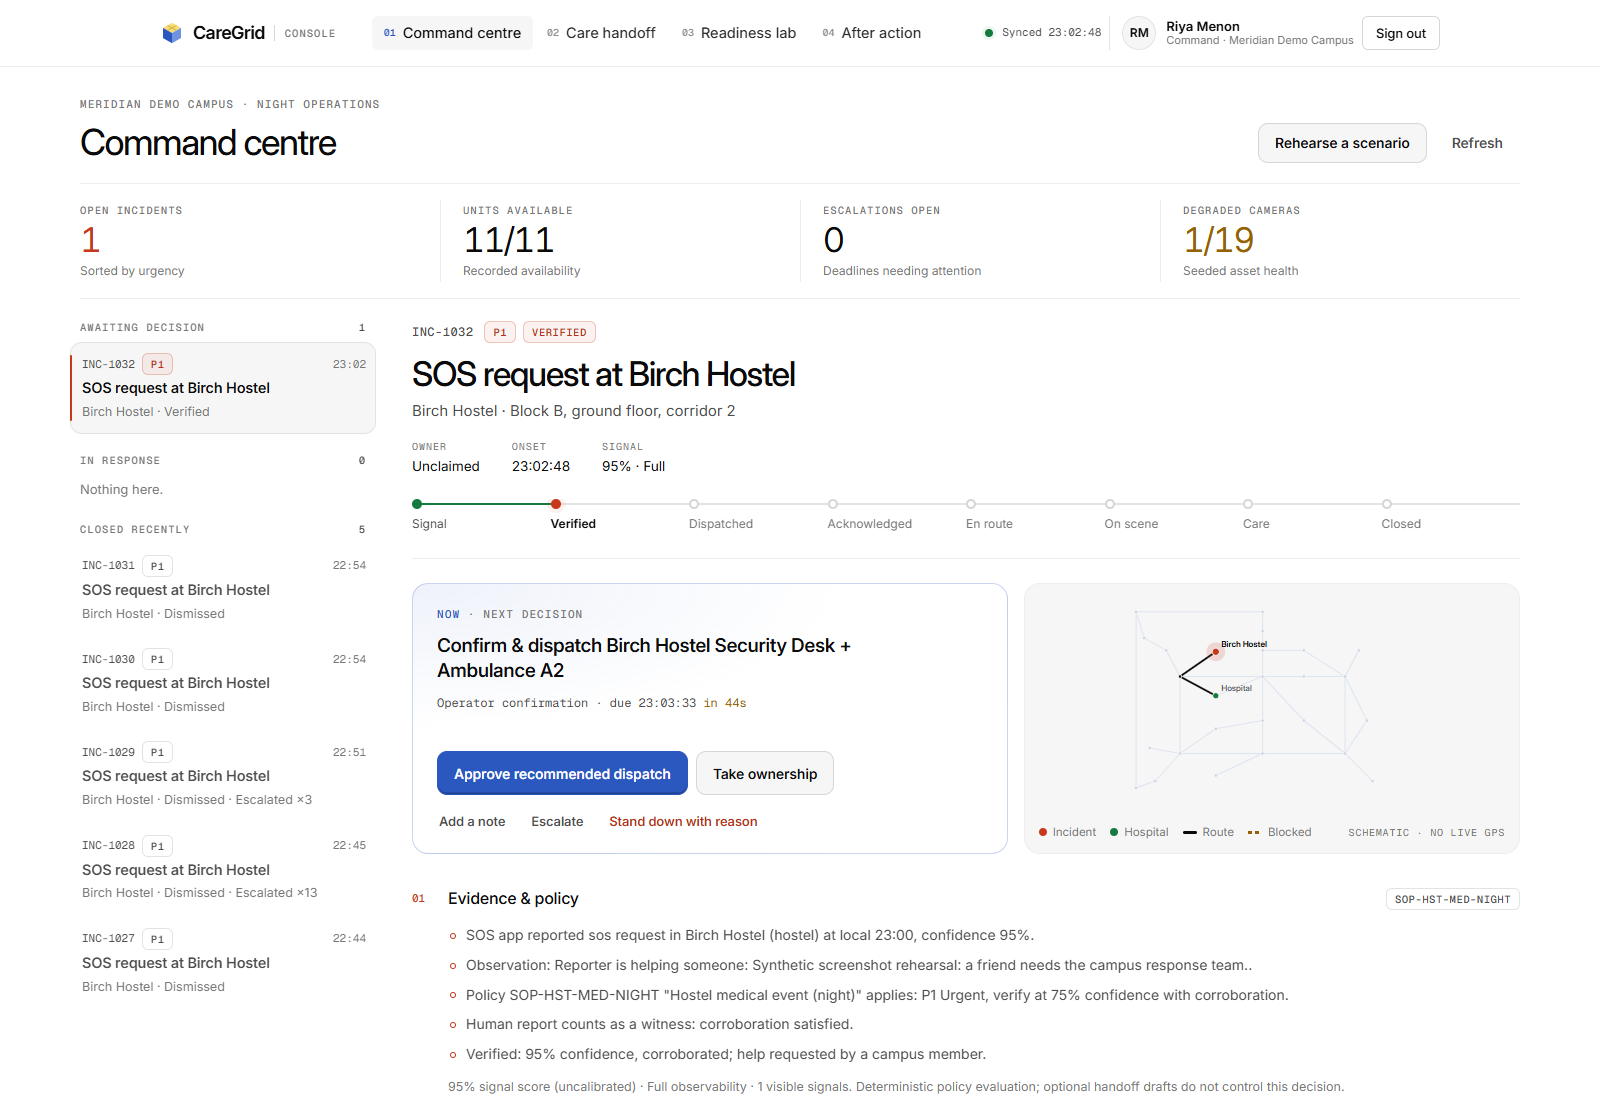 CareGrid CONSOLE 01 Command centre 02 Care handoff 03 Readiness lab 04 After action Synced 23:02:48 RM Riya Menon Sign out
Command · Meridian Demo Campus
MERIDIAN DEMO CAMPUS · NIGHT OPERATIONS
Command centre
Rehearse a scenario Refresh
OPEN INCIDENTS
1
Sorted by urgency
UNITS AVAILABLE
11/11
Recorded availability
ESCALATIONS OPEN
0
Deadlines needing attention
DEGRADED CAMERAS
1/19
Seeded asset health
AWAITING DECISION 1
INC-1032 P1 23:02
SOS request at Birch Hostel
Birch Hostel · Verified
IN RESPONSE 0
Nothing here.
CLOSED RECENTLY 5
INC-1031 P1 22:54
SOS request at Birch Hostel
Birch Hostel · Dismissed
INC-1030 P1 22:54
SOS request at Birch Hostel
Birch Hostel · Dismissed
INC-1029 P1 22:51
SOS request at Birch Hostel
Birch Hostel · Dismissed · Escalated ×3
INC-1028 P1 22:45
SOS request at Birch Hostel
Birch Hostel · Dismissed · Escalated ×13
INC-1027 P1 22:44
SOS request at Birch Hostel
Birch Hostel · Dismissed
INC-1032 P1 VERIFIED
SOS request at Birch Hostel
Birch Hostel · Block B, ground floor, corridor 2
OWNER ONSET SIGNAL
Unclaimed 23:02:48 95% · Full
Signal Verified Dispatched Acknowledged En route On scene Care Closed
NOW · NEXT DECISION
Confirm & dispatch Birch Hostel Security Desk +
Ambulance A2
Operator confirmation · due 23:03:33 in 44s
Approve recommended dispatch Take ownership
Add a note Escalate Stand down with reason
Birch Hostel
Hospital
Incident Hospital Route Blocked SCHEMATIC · NO LIVE GPS
01 Evidence & policy SOP-HST-MED-NIGHT
SOS app reported sos request in Birch Hostel (hostel) at local 23:00, confidence 95%.
Observation: Reporter is helping someone: Synthetic screenshot rehearsal: a friend needs the campus response team..
Policy SOP-HST-MED-NIGHT "Hostel medical event (night)" applies: P1 Urgent, verify at 75% confidence with corroboration.
Human report counts as a witness: corroboration satisfied.
Verified: 95% confidence, corroborated; help requested by a campus member.
95% signal score (uncalibrated) · Full observability · 1 visible signals. Deterministic policy evaluation; optional handoff drafts do not control this decision.